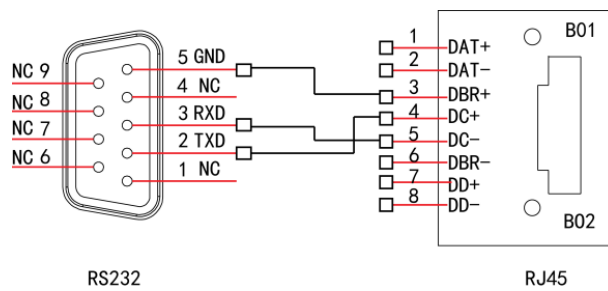 NC 9
NC 8
NC 7
NC 6
5 GND
4 NC
3 RXD
2 TXD
1 NC
RS232
1 DAT+
2 DAT-
3 DBR+
4 DC+
5 DC-
6 DBR-
7 DD+
8 DD-
B01
B02
RJ45